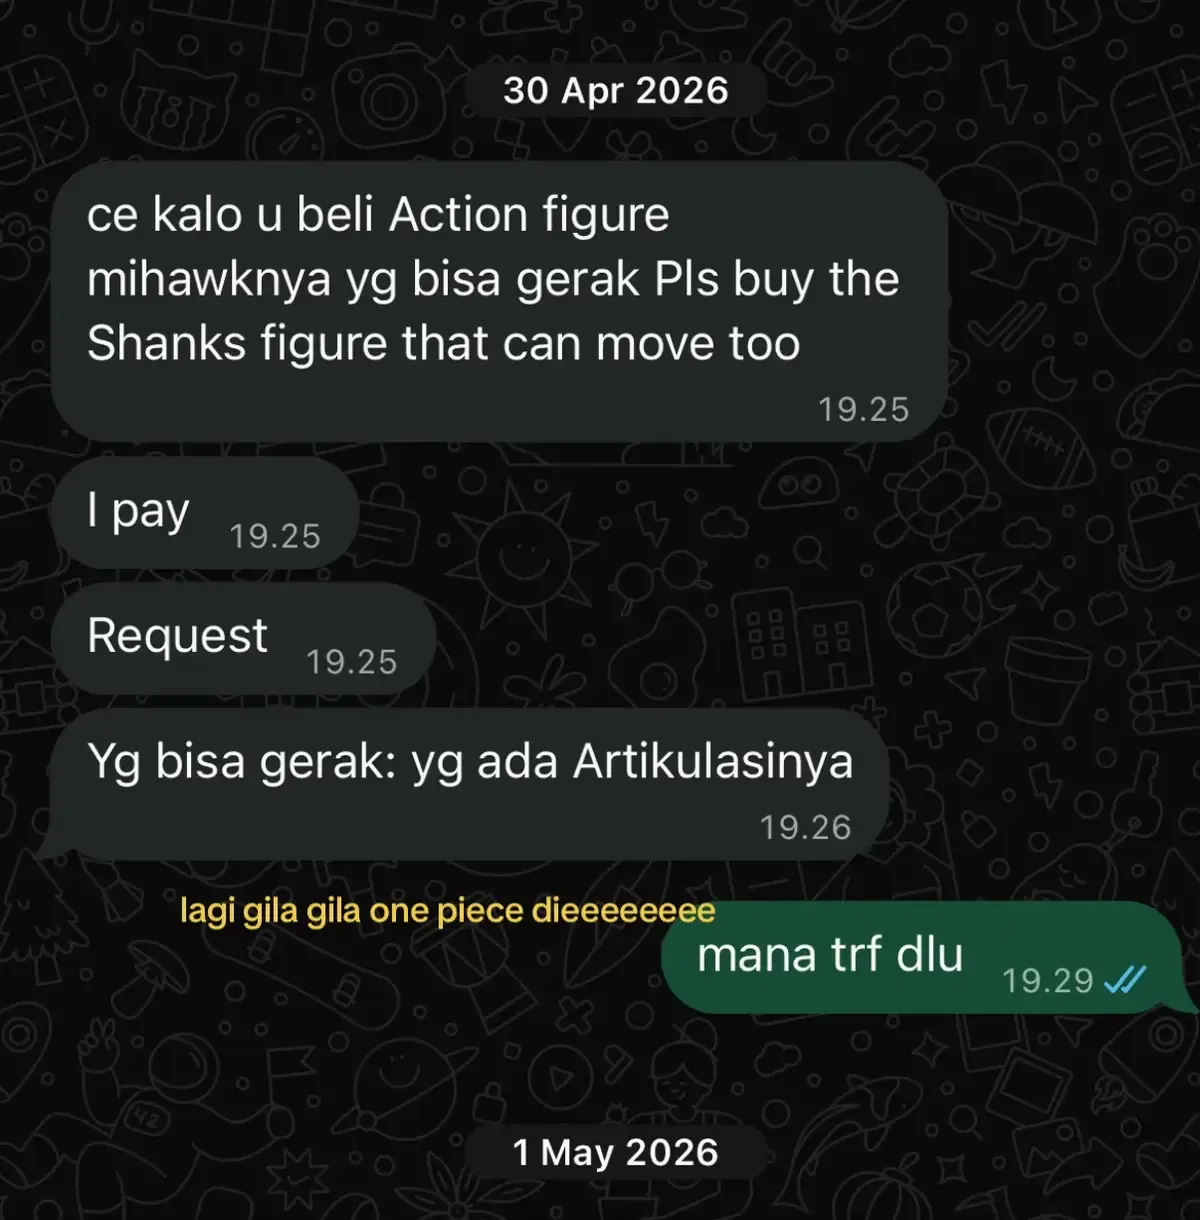 30 Apr 2026
ce kalo u beli Action figure
mihawknya yg bisa gerak Pls buy the
Shanks figure that can move too
19.25
I pay
19.25
Request
19.25
Yg bisa gerak: yg ada Artikulasinya
19.26
lagi gila gila one piece dieeeeeeee
mana trf dlu
19.29
1 May 2026